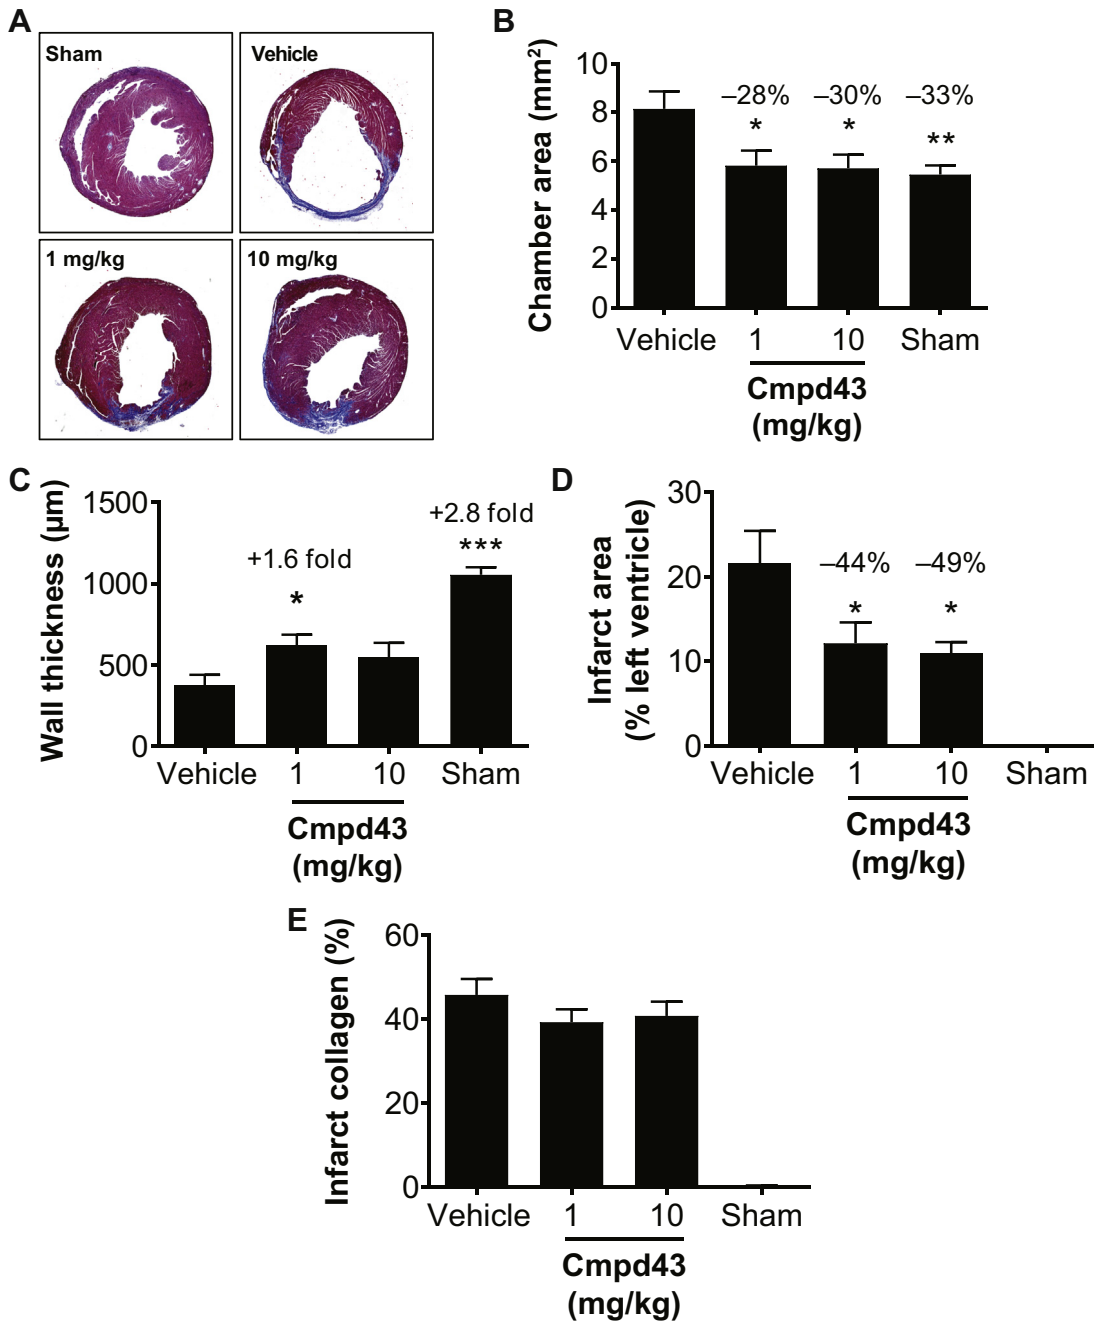 A
Sham
Vehicle
1 mg/kg
10 mg/kg
B
Chamber area (mm²)
10
8
6
4
2
0
–28%
–30%
–33%
*
*
**
Vehicle
1
10
Sham
Cmpd43
(mg/kg)
C
Wall thickness (µm)
1500
1000
500
0
+1.6 fold
*
+2.8 fold
***
Vehicle
1
10
Sham
Cmpd43
(mg/kg)
D
Infarct area
(% left ventricle)
30
20
10
0
–44%
–49%
*
*
Vehicle
1
10
Sham
Cmpd43
(mg/kg)
E
Infarct collagen (%)
60
40
20
0
Vehicle
1
10
Sham
Cmpd43
(mg/kg)